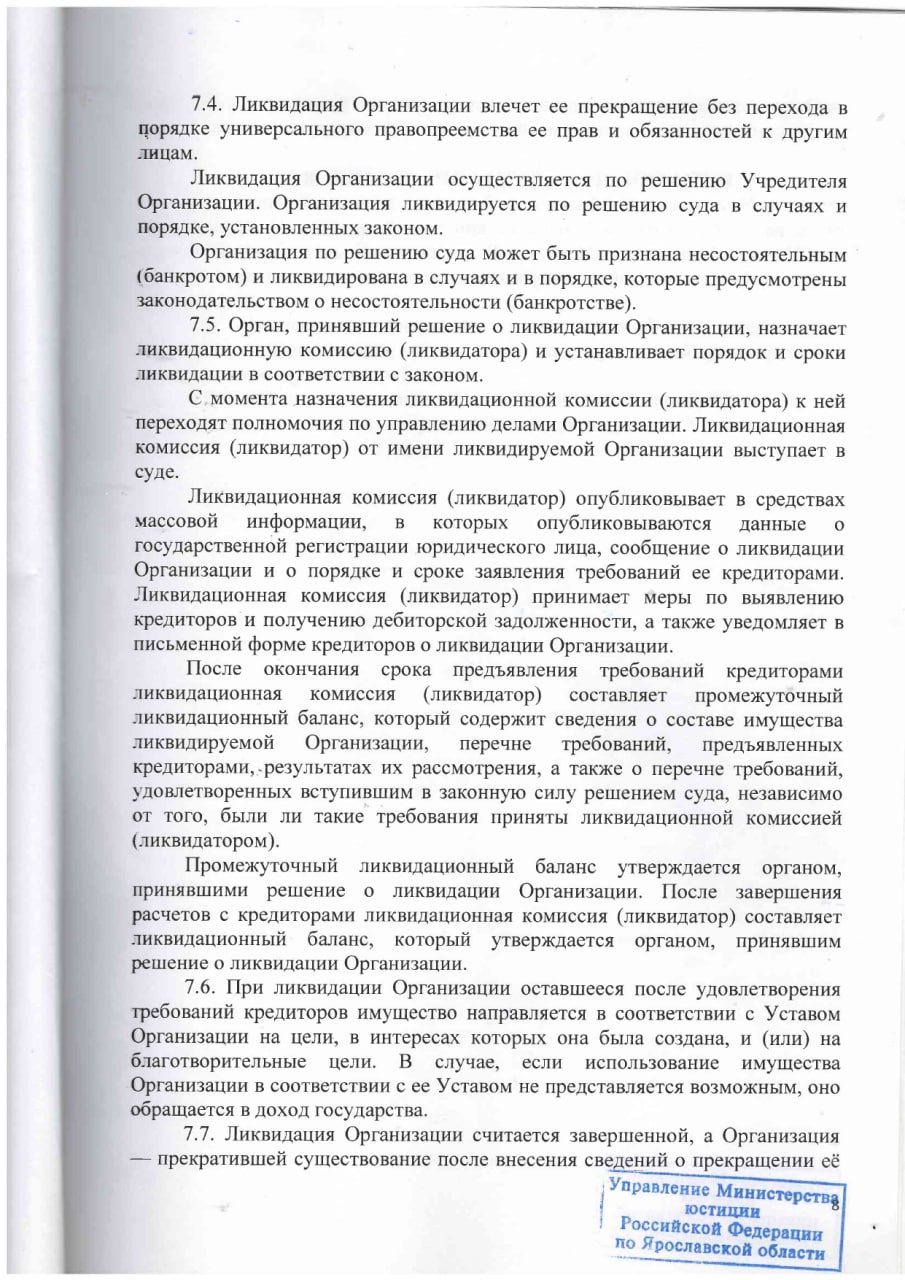 7.4. Ликвидация Организации влечет ее прекращение без перехода в
порядке универсального правопреемства ее прав и обязанностей к другим
лицам.
Ликвидация Организации осуществляется по решению Учредителя
Организации. Организация ликвидируется по решению суда в случаях и
порядке, установленных законом.
Организация по решению суда может быть признана несостоятельным
(банкротом) и ликвидирована в случаях и в порядке, которые предусмотрены
законодательством о несостоятельности (банкротстве).
7.5. Орган, принявший решение о ликвидации Организации, назначает
ликвидационную комиссию (ликвидатора) и устанавливает порядок и сроки
ликвидации в соответствии с законом.
С момента назначения ликвидационной комиссии (ликвидатора) к ней
переходят полномочия по управлению делами Организации. Ликвидационная
комиссия (ликвидатор) от имени ликвидируемой Организации выступает в
суде.
Ликвидационная комиссия (ликвидатор) опубликовывает в средствах
массовой информации, в которых опубликовываются данные о
государственной регистрации юридического лица, сообщение о ликвидации
Организации и о порядке и сроке заявления требований ее кредиторами.
Ликвидационная комиссия (ликвидатор) принимает меры по выявлению
кредиторов и получению дебиторской задолженности, а также уведомляет в
письменной форме кредиторов о ликвидации Организации.
После окончания срока предъявления требований кредиторами
ликвидационная комиссия (ликвидатор) составляет промежуточный
ликвидационный баланс, который содержит сведения о составе имущества
ликвидируемой Организации, перечне требований, предъявленных
кредиторами, результатах их рассмотрения, а также о перечне требований,
удовлетворенных вступившим в законную силу решением суда, независимо
от того, были ли такие требования приняты ликвидационной комиссией
(ликвидатором).
Промежуточный ликвидационный баланс утверждается органом,
принявшими решение о ликвидации Организации. После завершения
расчетов с кредиторами ликвидационная комиссия (ликвидатор) составляет
ликвидационный баланс, который утверждается органом, принявшим
решение о ликвидации Организации.
7.6. При ликвидации Организации оставшееся после удовлетворения
требований кредиторов имущество направляется в соответствии с Уставом
Организации на цели, в интересах которых она была создана, и (или) на
благотворительные цели. В случае, если использование имущества
Организации в соответствии с ее Уставом не представляется возможным, оно
обращается в доход государства.
7.7. Ликвидация Организации считается завершенной, а Организация
— прекратившей существование после внесения сведений о прекращении её
8
Управление Министерства
юстиции
Российской Федерации
по Ярославской области